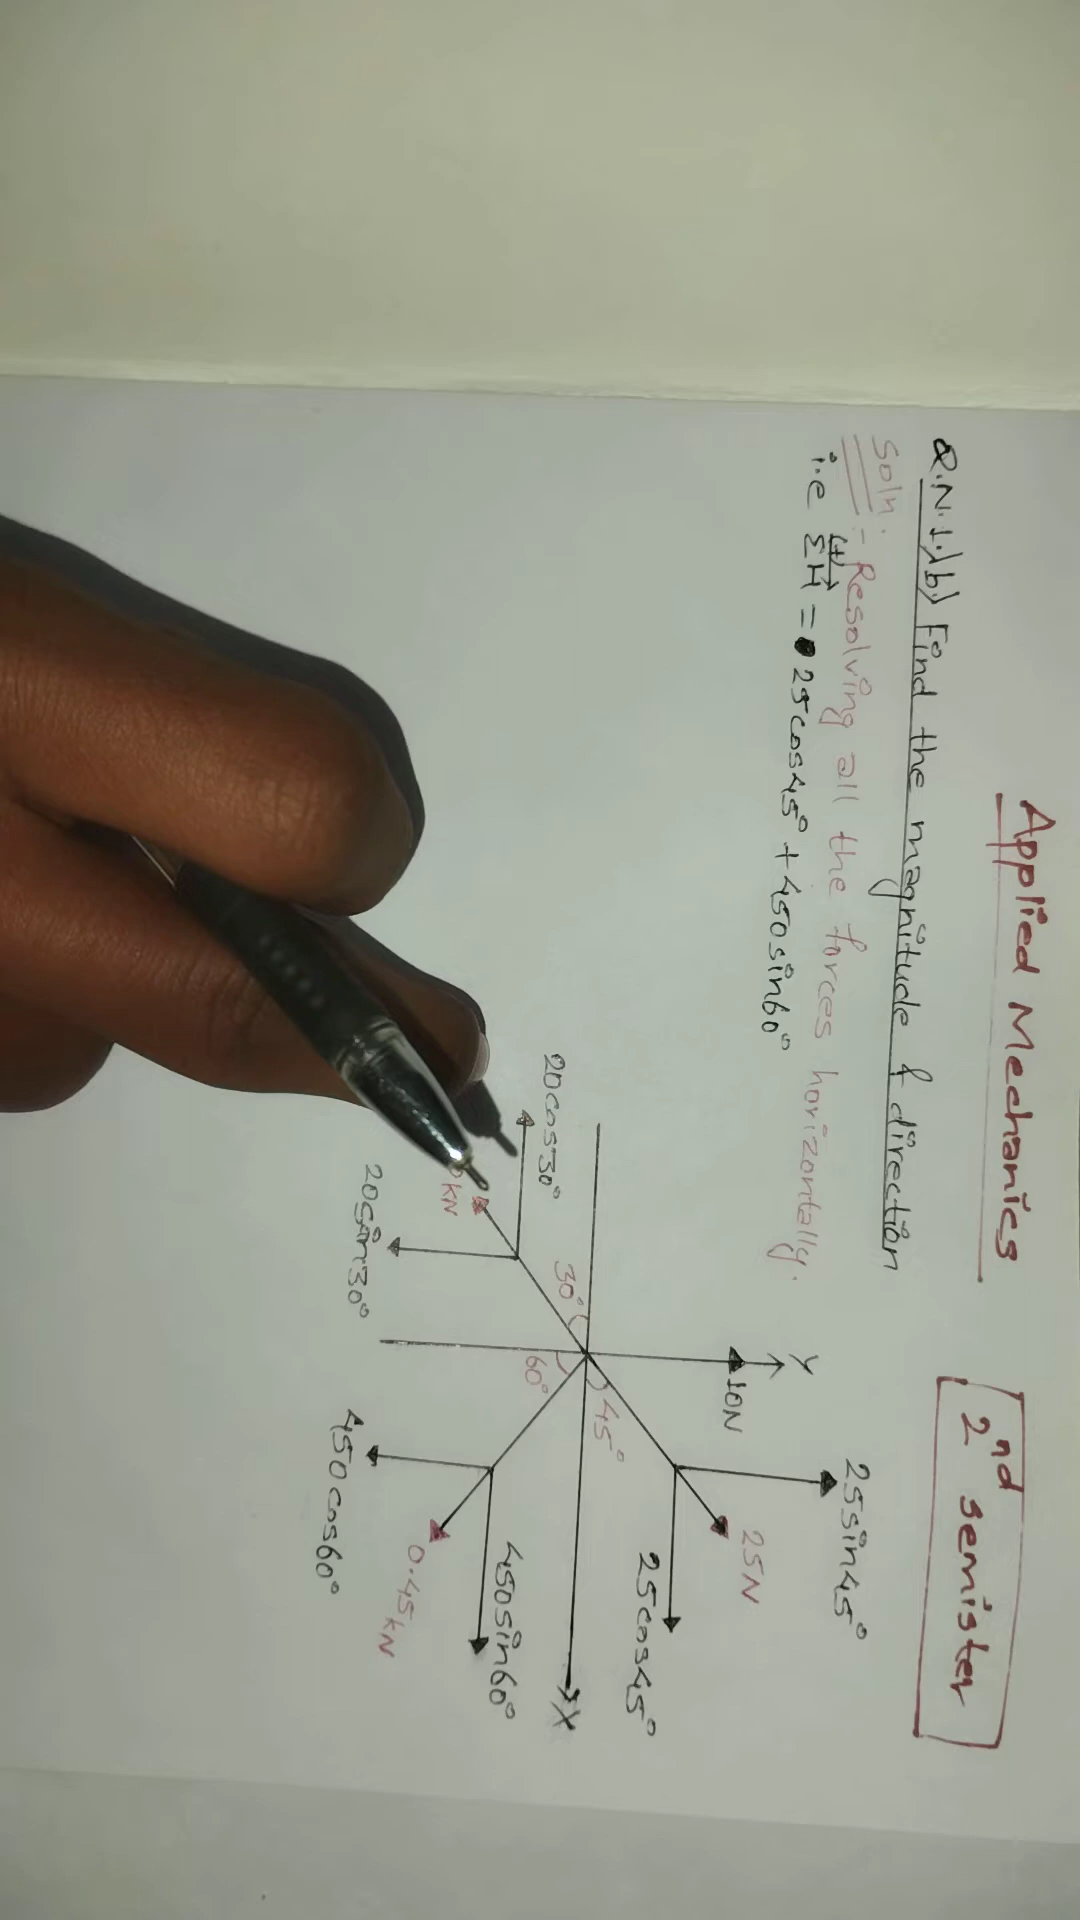 Applied Mechanics
2nd semister
Q.N.1.)b) Find the magnitude & direction
Soln:- Resolving all the forces horizontally.
i.e (+) ΣH = 25cos45° + 450sin60°
Y
10N
25sin45°
25N
25cos45°
45°
X
30°
60°
20cos30°
KN
20sin30°
450sin60°
0.45KN
450cos60°